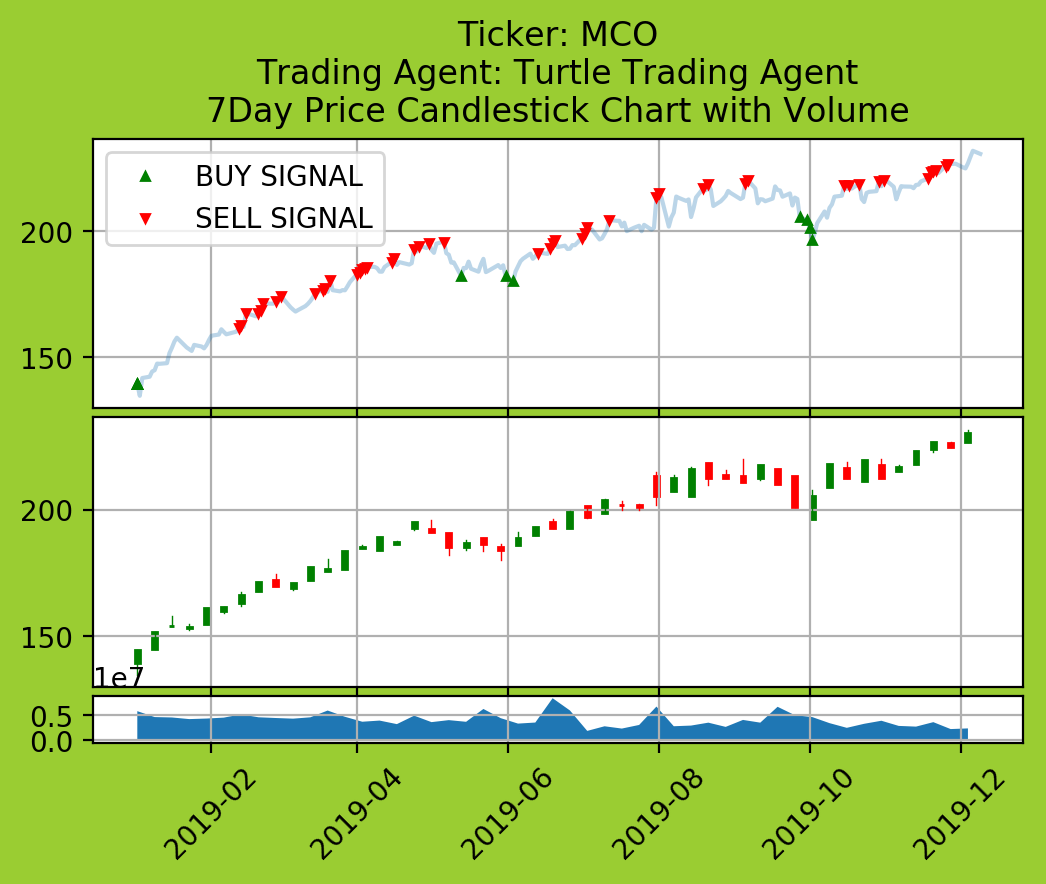 Ticker: MCO
Trading Agent: Turtle Trading Agent
7Day Price Candlestick Chart with Volume
BUY SIGNAL
SELL SIGNAL
200
150
200
150
1e7
0.5
0.0
2019-02
2019-04
2019-06
2019-08
2019-10
2019-12